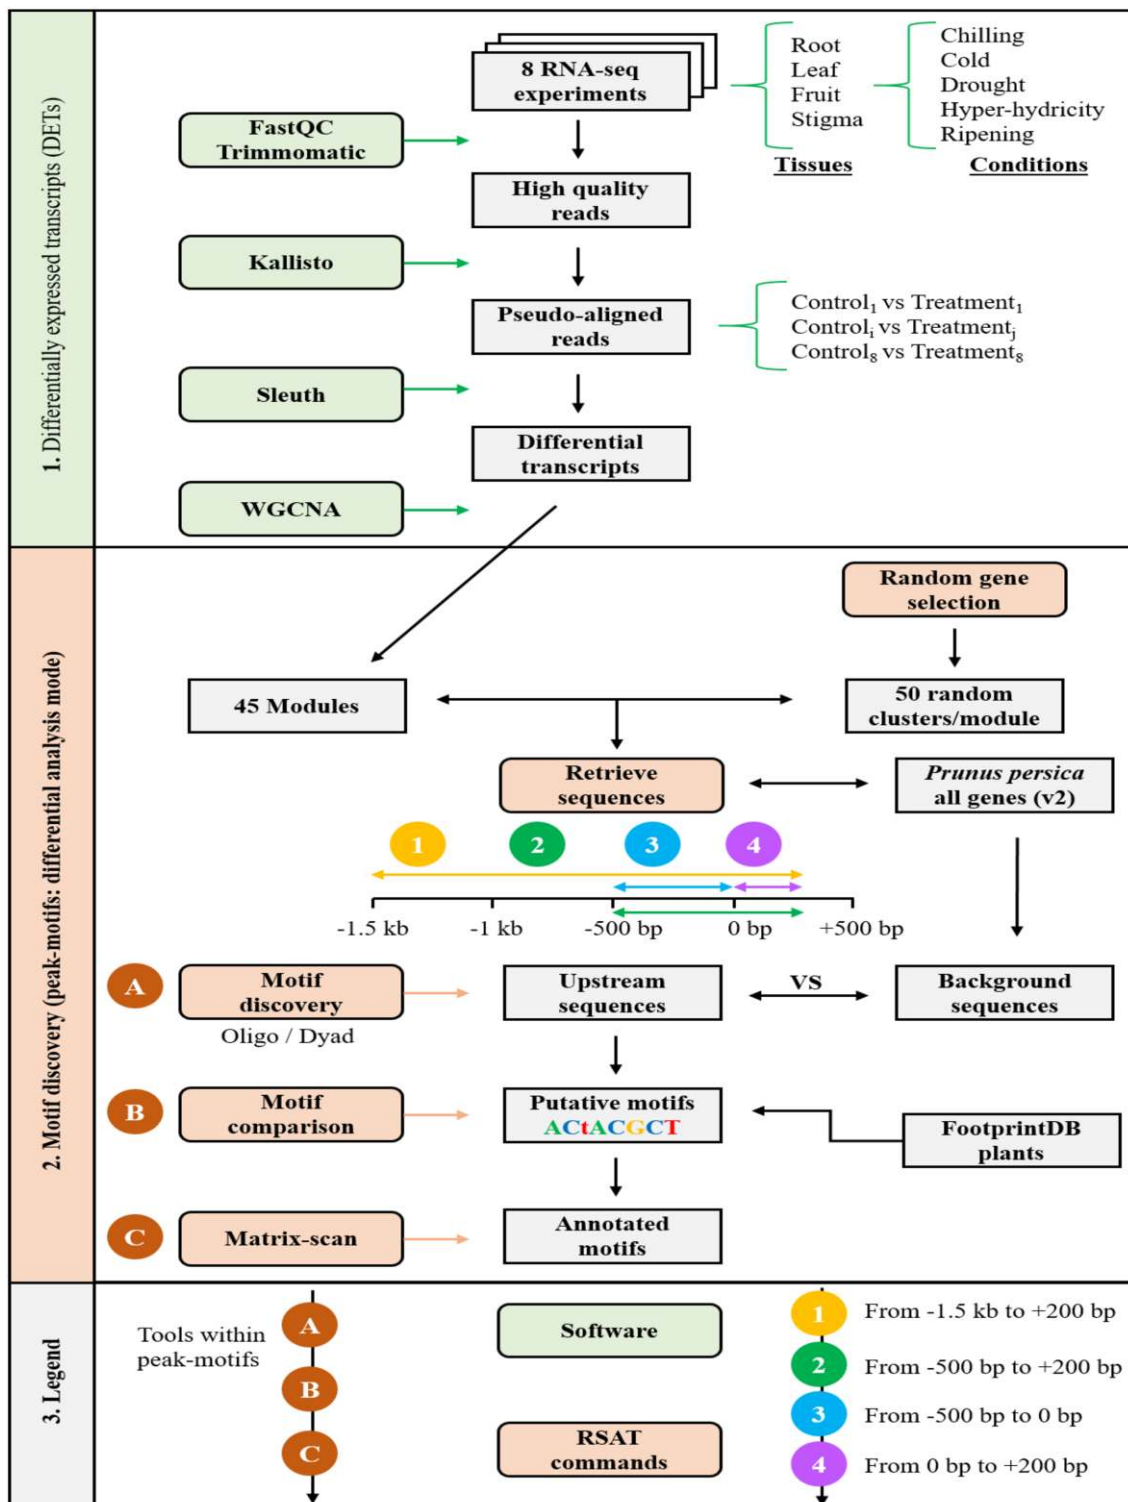 1. Differentially expressed transcripts (DETs)
8 RNA-seq
experiments
Root
Leaf
Fruit
Stigma
Tissues
Chilling
Cold
Drought
Hyper-hydricity
Ripening
Conditions
FastQC
Trimmomatic
High quality
reads
Kallisto
Pseudo-aligned
reads
Control₁ vs Treatment₁
Controlᵢ vs Treatmentⱼ
Control₈ vs Treatment₈
Sleuth
Differential
transcripts
WGCNA
2. Motif discovery (peak-motifs: differential analysis mode)
Random gene
selection
45 Modules
50 random
clusters/module
Retrieve
sequences
Prunus persica
all genes (v2)
1
2
3
4
-1.5 kb
-1 kb
-500 bp
0 bp
+500 bp
A
Motif
discovery
Oligo / Dyad
Upstream
sequences
VS
Background
sequences
B
Motif
comparison
Putative motifs
ACtACGCT
FootprintDB
plants
C
Matrix-scan
Annotated
motifs
3. Legend
Tools within
peak-motifs
A
B
C
Software
RSAT
commands
1 From -1.5 kb to +200 bp
2 From -500 bp to +200 bp
3 From -500 bp to 0 bp
4 From 0 bp to +200 bp